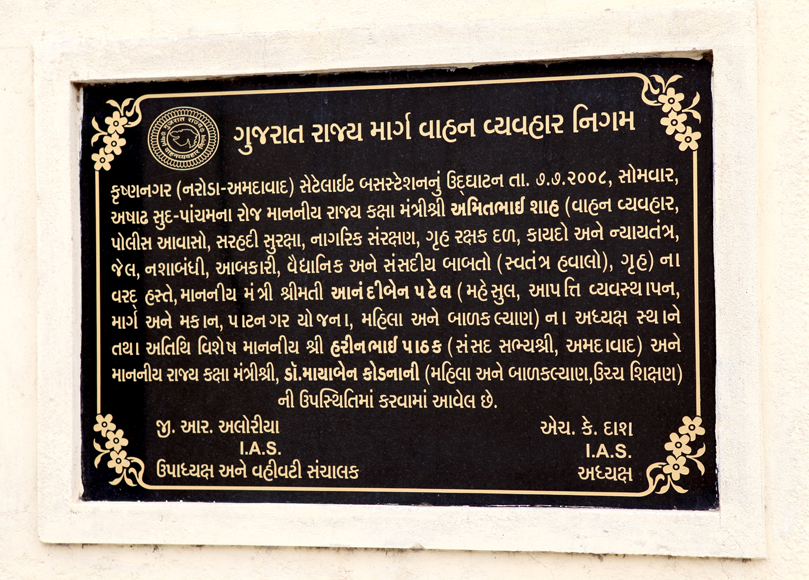 ગુજરાત રાજ્ય માર્ગ વાહન વ્યવહાર નિગમ
કૃષ્ણનગર (નરોડા-અમદાવાદ) સેટેલાઈટ બસસ્ટેશનનું ઉદ્ઘાટન તા. ૭.૭.૨૦૦૮, સોમવાર,
અષાઢ સુદ-પાંચમના રોજ માનનીય રાજ્ય કક્ષા મંત્રીશ્રી અમિતભાઈ શાહ (વાહન વ્યવહાર,
પોલીસ આવાસો, સરહદી સુરક્ષા, નાગરિક સંરક્ષણ, ગૃહ રક્ષક દળ, કાયદો અને ન્યાયતંત્ર,
જેલ, નશાબંધી, આબકારી, વૈદ્યાનિક અને સંસદીય બાબતો (સ્વતંત્ર હવાલો), ગૃહ) ના
વરદ્ હસ્તે, માનનીય મંત્રી શ્રીમતી આનંદીબેન પટેલ (મહેસુલ, આપત્તિ વ્યવસ્થાપન,
માર્ગ અને મકાન, પાટનગર યોજના, મહિલા અને બાળકલ્યાણ) ના અધ્યક્ષ સ્થાને
તથા અતિથિ વિશેષ માનનીય શ્રી હરીનભાઈ પાઠક (સંસદ સભ્યશ્રી, અમદાવાદ) અને
માનનીય રાજ્ય કક્ષા મંત્રીશ્રી, ડૉ.માયાબેન કોડનાની (મહિલા અને બાળકલ્યાણ,ઉચ્ચ શિક્ષણ)
ની ઉપસ્થિતિમાં કરવામાં આવેલ છે.
જી. આર. અલોરીયા
I.A.S.
ઉપાધ્યક્ષ અને વહીવટી સંચાલક
એચ. કે. દાશ
I.A.S.
અધ્યક્ષ